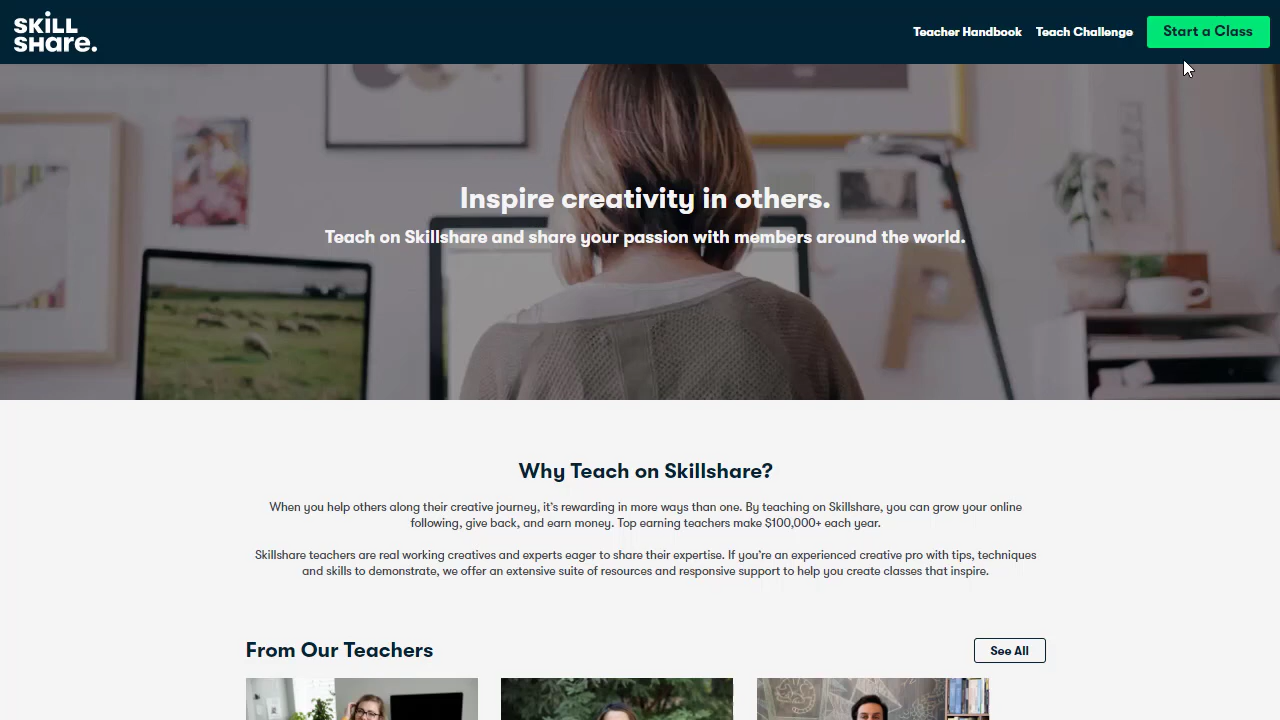 SKILL
SHare.
Teacher Handbook
Teach Challenge
Start a Class
Inspire creativity in others.
Teach on Skillshare and share your passion with members around the world.
Why Teach on Skillshare?
When you help others along their creative journey, it's rewarding in more ways than one. By teaching on Skillshare, you can grow your online
following, give back, and earn money. Top earning teachers make $100,000+ each year.
Skillshare teachers are real working creatives and experts eager to share their expertise. If you're an experienced creative pro with tips, techniques
and skills to demonstrate, we offer an extensive suite of resources and responsive support to help you create classes that inspire.
From Our Teachers
See All